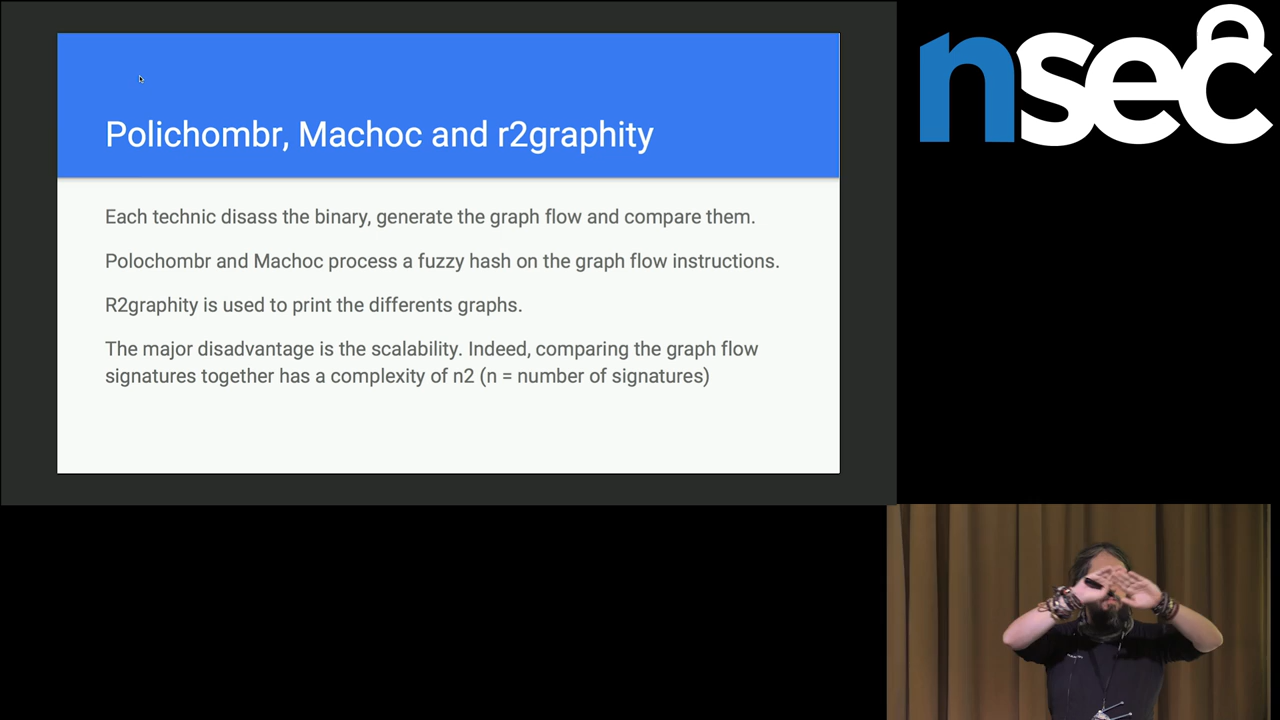 nsec
Polichombr, Machoc and r2graphity
Each technic disass the binary, generate the graph flow and compare them.
Polochombr and Machoc process a fuzzy hash on the graph flow instructions.
R2graphity is used to print the differents graphs.
The major disadvantage is the scalability. Indeed, comparing the graph flow
signatures together has a complexity of n2 (n = number of signatures)